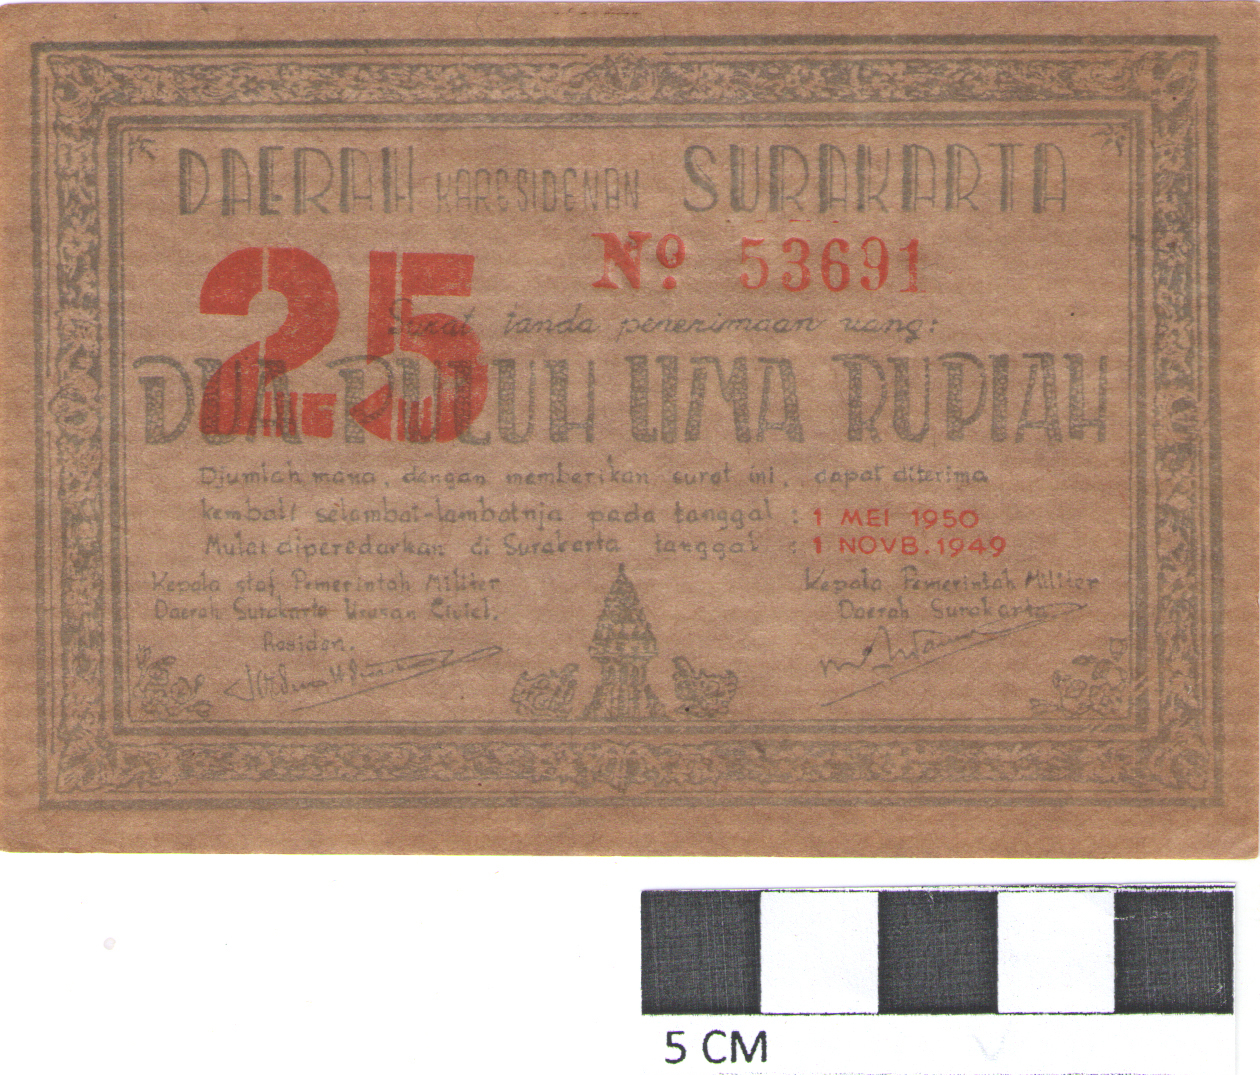 DAERAH KARESIDENAN SURAKARTA
25
Nº 53691
Surat tanda penerimaan uang:
DUA PULUH LIMA RUPIAH
Djumlah mana, dengan memberikan surat ini, dapat diterima
kembali selambat-lambatnja pada tanggal : 1 MEI 1950
Mulai diperedarkan di Surakarta tanggal : 1 NOVB. 1949
Kepala staf Pemerintah Militer
Daerah Surakarta Urusan Civiel.
Residen.
Kepala Pemerintah Militer
Daerah Surakarta
5 CM